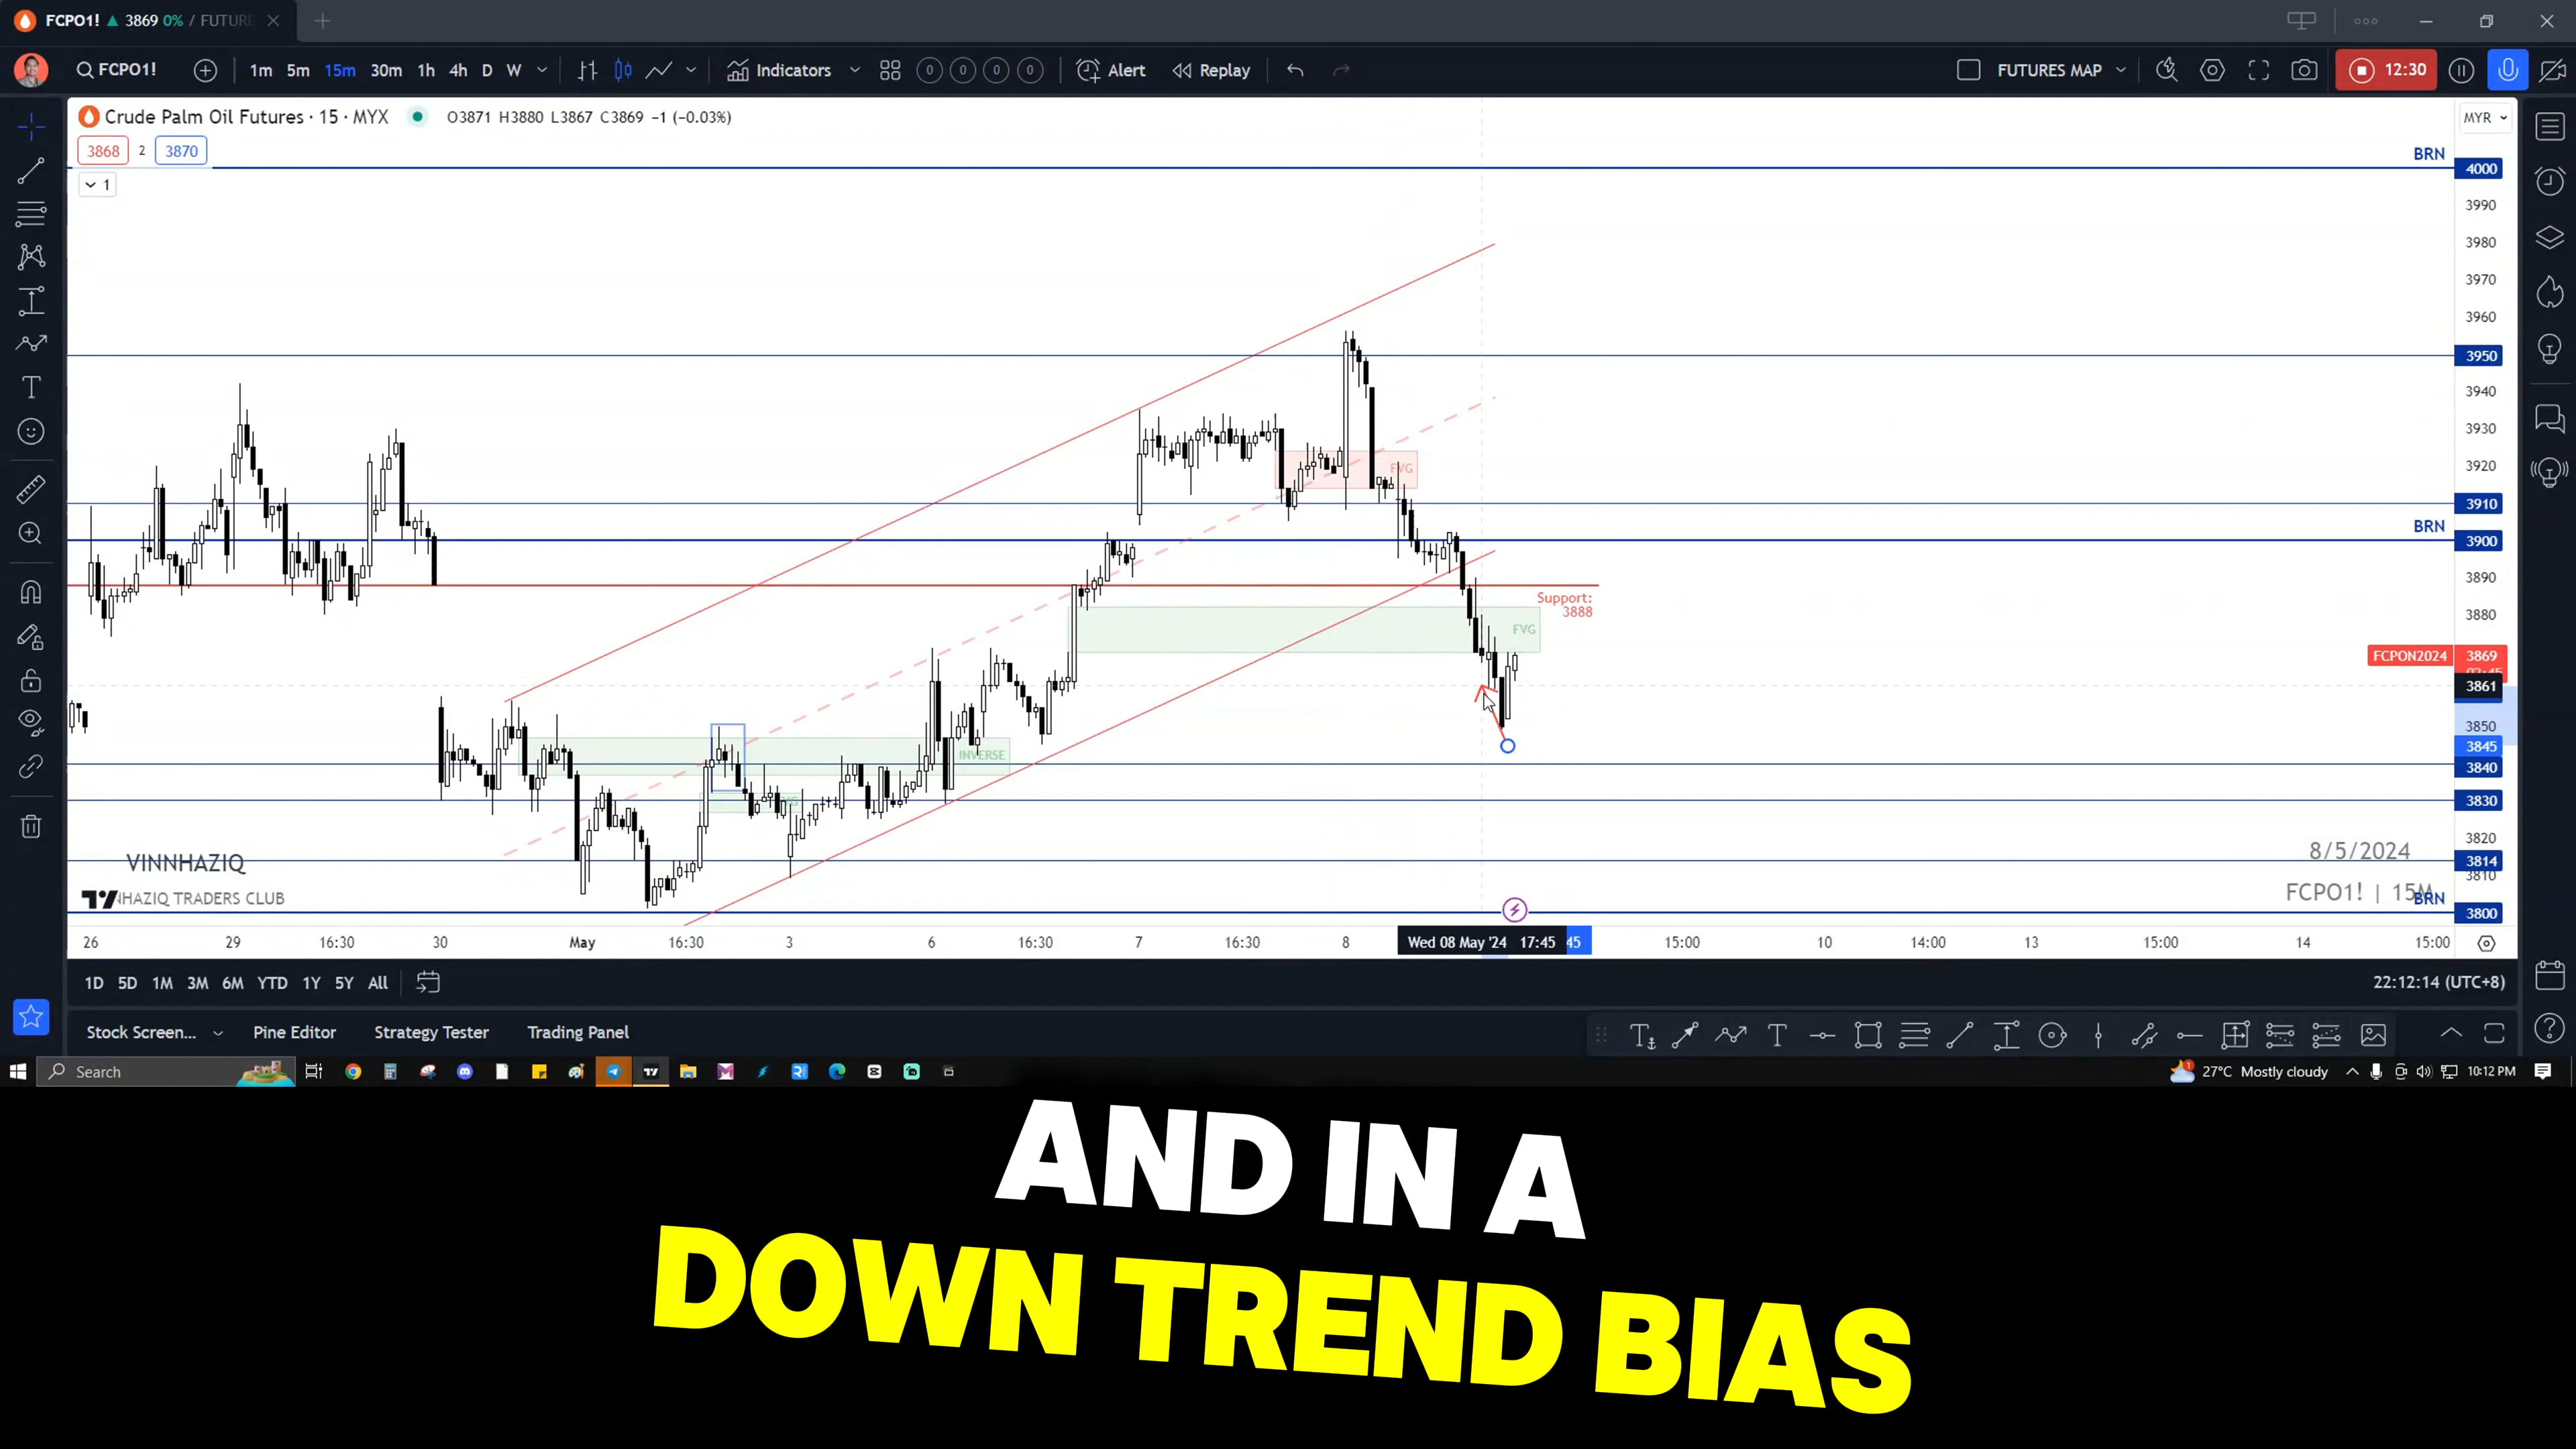 FCPO1! ▲ 3869 0% / FUTURE
FCPO1! 1m 5m 15m 30m 1h 4h D W Indicators 0 0 0 0 Alert Replay FUTURES MAP 12:30
Crude Palm Oil Futures · 15 · MYX O3871 H3880 L3867 C3869 −1 (−0.03%)
MYR
3868 2 3870
BRN
4000
1
3990
3980
3970
3960
3950
3940
3930
FVG
3920
3910
BRN
3900
3890
Support:
3888
3880
FVG
FCPON2024 3869
3861
3850
3845
INVERSE
3840
3830
3820
VINNHAZIQ
8/5/2024
3814
3810
HAZIQ TRADERS CLUB
FCPO1! | 15M
BRN
3800
26 29 16:30 30 May 16:30 3 6 16:30 7 16:30 8 Wed 08 May '24 17:45 45 15:00 10 14:00 13 15:00 14 15:00
1D 5D 1M 3M 6M YTD 1Y 5Y All 22:12:14 (UTC+8)
Stock Screen... Pine Editor Strategy Tester Trading Panel
Search 27°C Mostly cloudy 10:12 PM
AND IN A
DOWN TREND BIAS